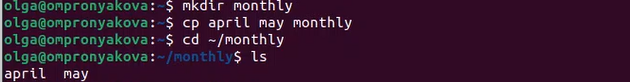 olga@ompronyakova:~$ mkdir monthly
olga@ompronyakova:~$ cp april may monthly
olga@ompronyakova:~$ cd ~/monthly
olga@ompronyakova:~/monthly$ ls
april  may